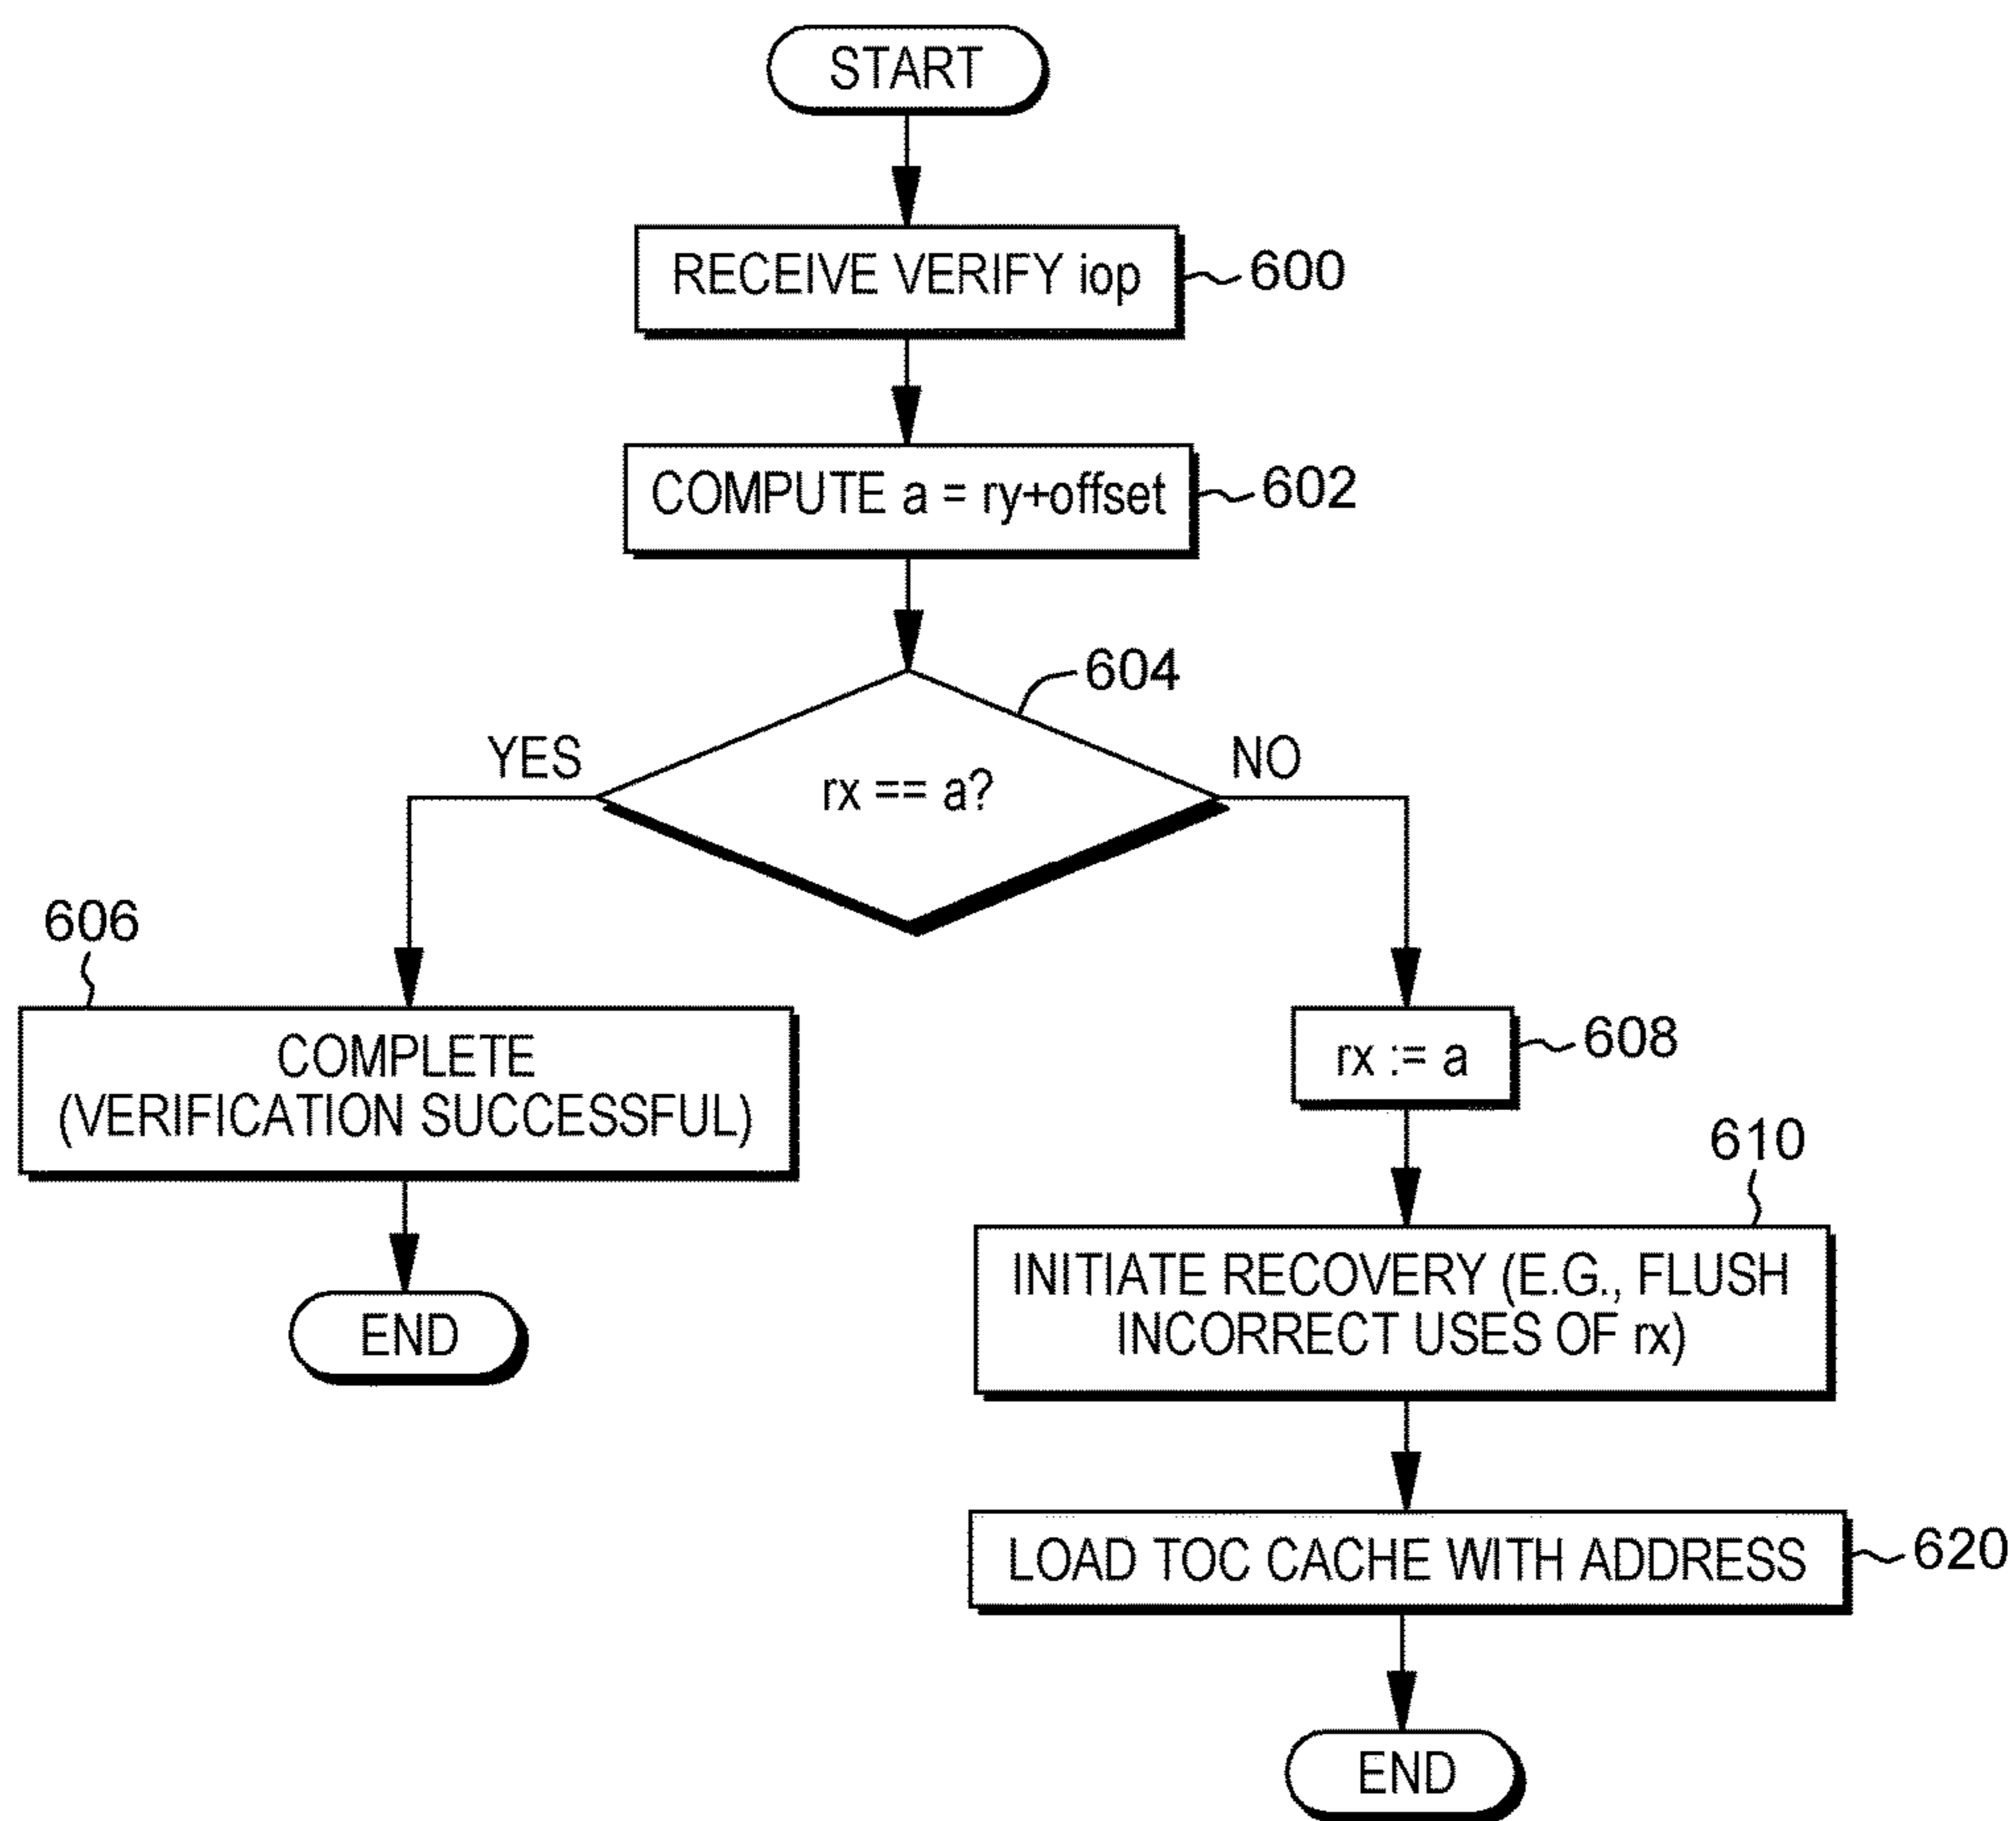 START
RECEIVE VERIFY iop
600
COMPUTE a = ry+offset
602
604
YES
NO
rx == a?
606
COMPLETE
(VERIFICATION SUCCESSFUL)
END
rx := a
608
610
INITIATE RECOVERY (E.G., FLUSH
INCORRECT USES OF rx)
LOAD TOC CACHE WITH ADDRESS
620
END